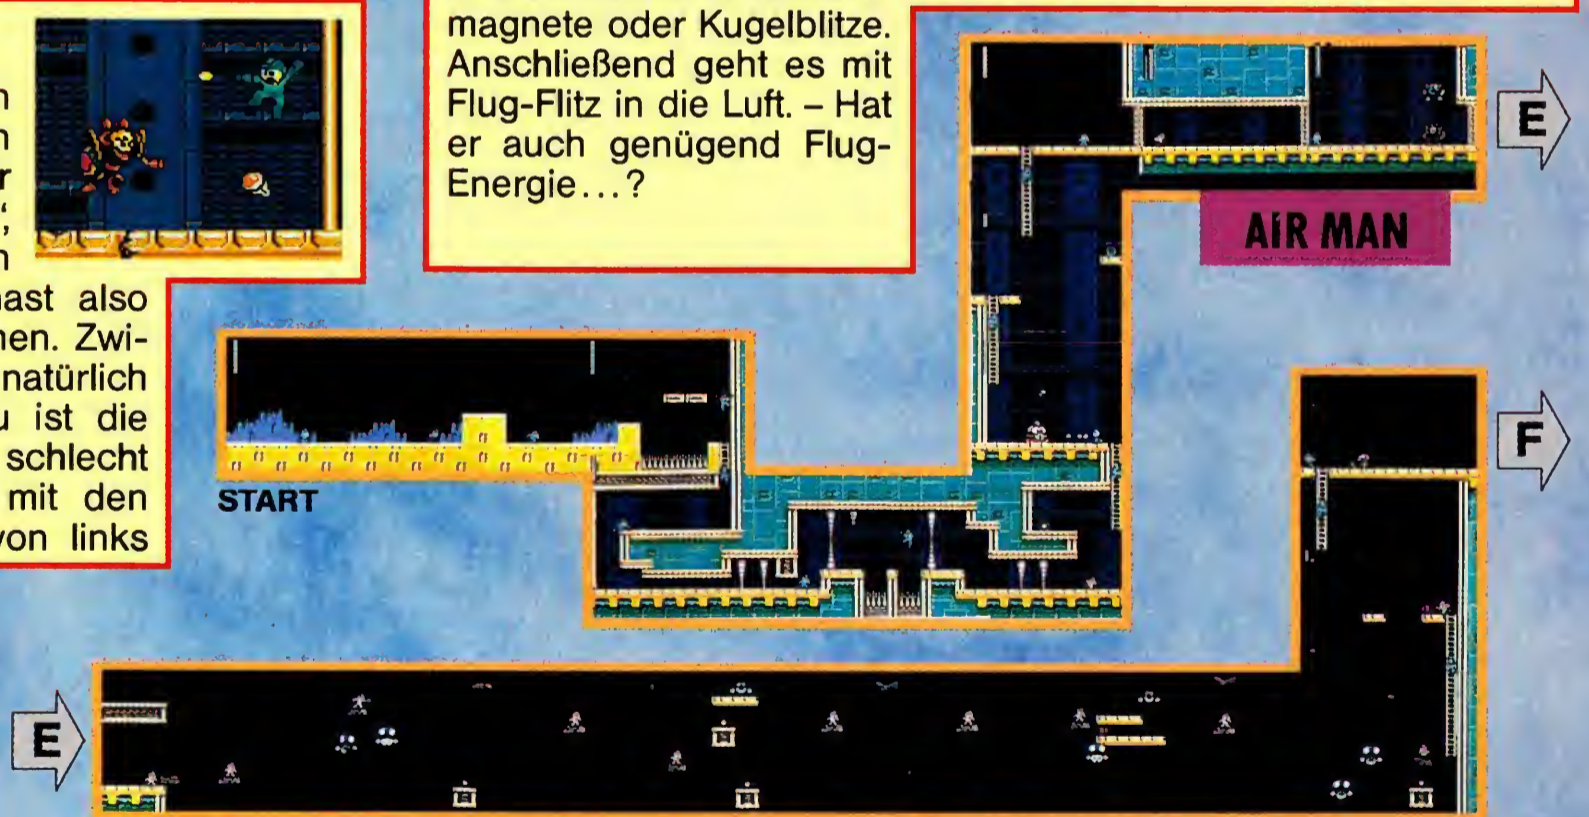 n
n
r
‘,
n
nast also
nen. Zwi-
natürlich
u ist die
schlecht
mit den
von links
magnete oder Kugelblitze.
Anschließend geht es mit
Flug-Flitz in die Luft. – Hat
er auch genügend Flug-
Energie...?
E
AIR MAN
START
F
E